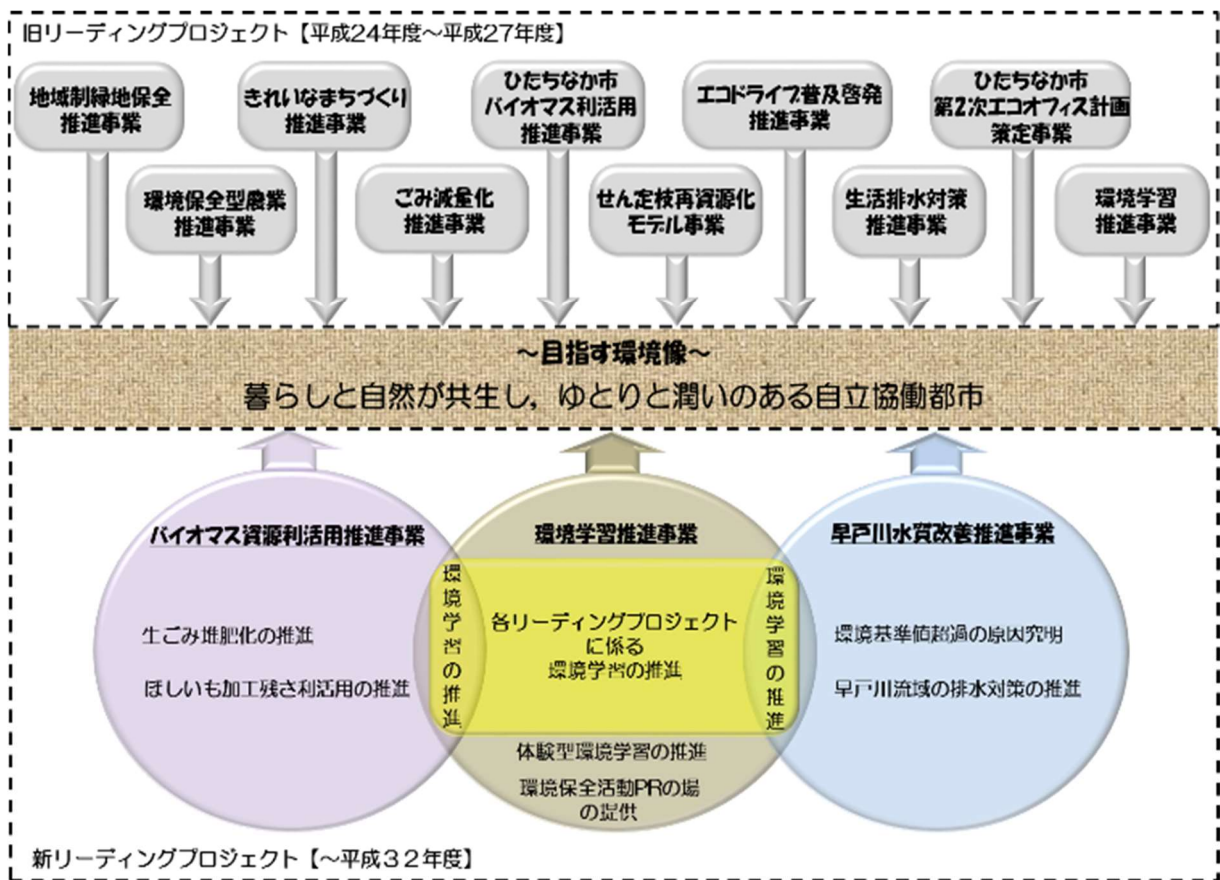 旧リーディングプロジェクト【平成24年度～平成27年度】
地域制緑地保全
推進事業
きれいなまちづくり
推進事業
ひたちなか市
バイオマス利活用
推進事業
エコドライブ普及啓発
推進事業
ひたちなか市
第2次エコオフィス計画
策定事業
環境保全型農業
推進事業
ごみ減量化
推進事業
せん定枝再資源化
モデル事業
生活排水対策
推進事業
環境学習
推進事業
～目指す環境像～
暮らしと自然が共生し，ゆとりと潤いのある自立協働都市
バイオマス資源利活用推進事業
生ごみ堆肥化の推進
ほしいも加工残さ利活用の推進
環境学習の推進
環境学習推進事業
各リーディングプロジェクト
に係る
環境学習の推進
体験型環境学習の推進
環境保全活動PRの場
の提供
環境学習の推進
早戸川水質改善推進事業
環境基準値超過の原因究明
早戸川流域の排水対策の推進
新リーディングプロジェクト【～平成３２年度】